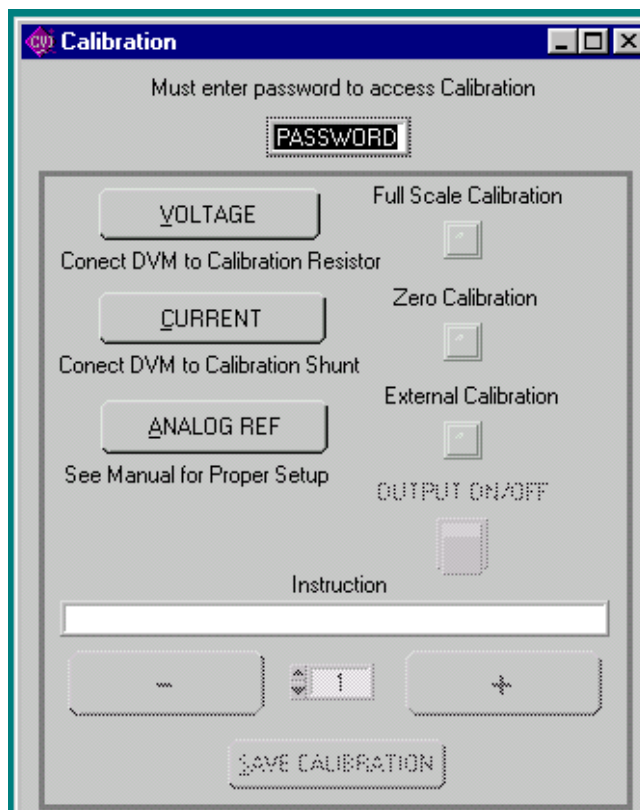 CVI Calibration
Must enter password to access Calibration
PASSWORD
VOLTAGE
Full Scale Calibration
Conect DVM to Calibration Resistor
CURRENT
Zero Calibration
Conect DVM to Calibration Shunt
ANALOG REF
External Calibration
See Manual for Proper Setup
OUTPUT ON/OFF
Instruction
- 1 +
SAVE CALIBRATION